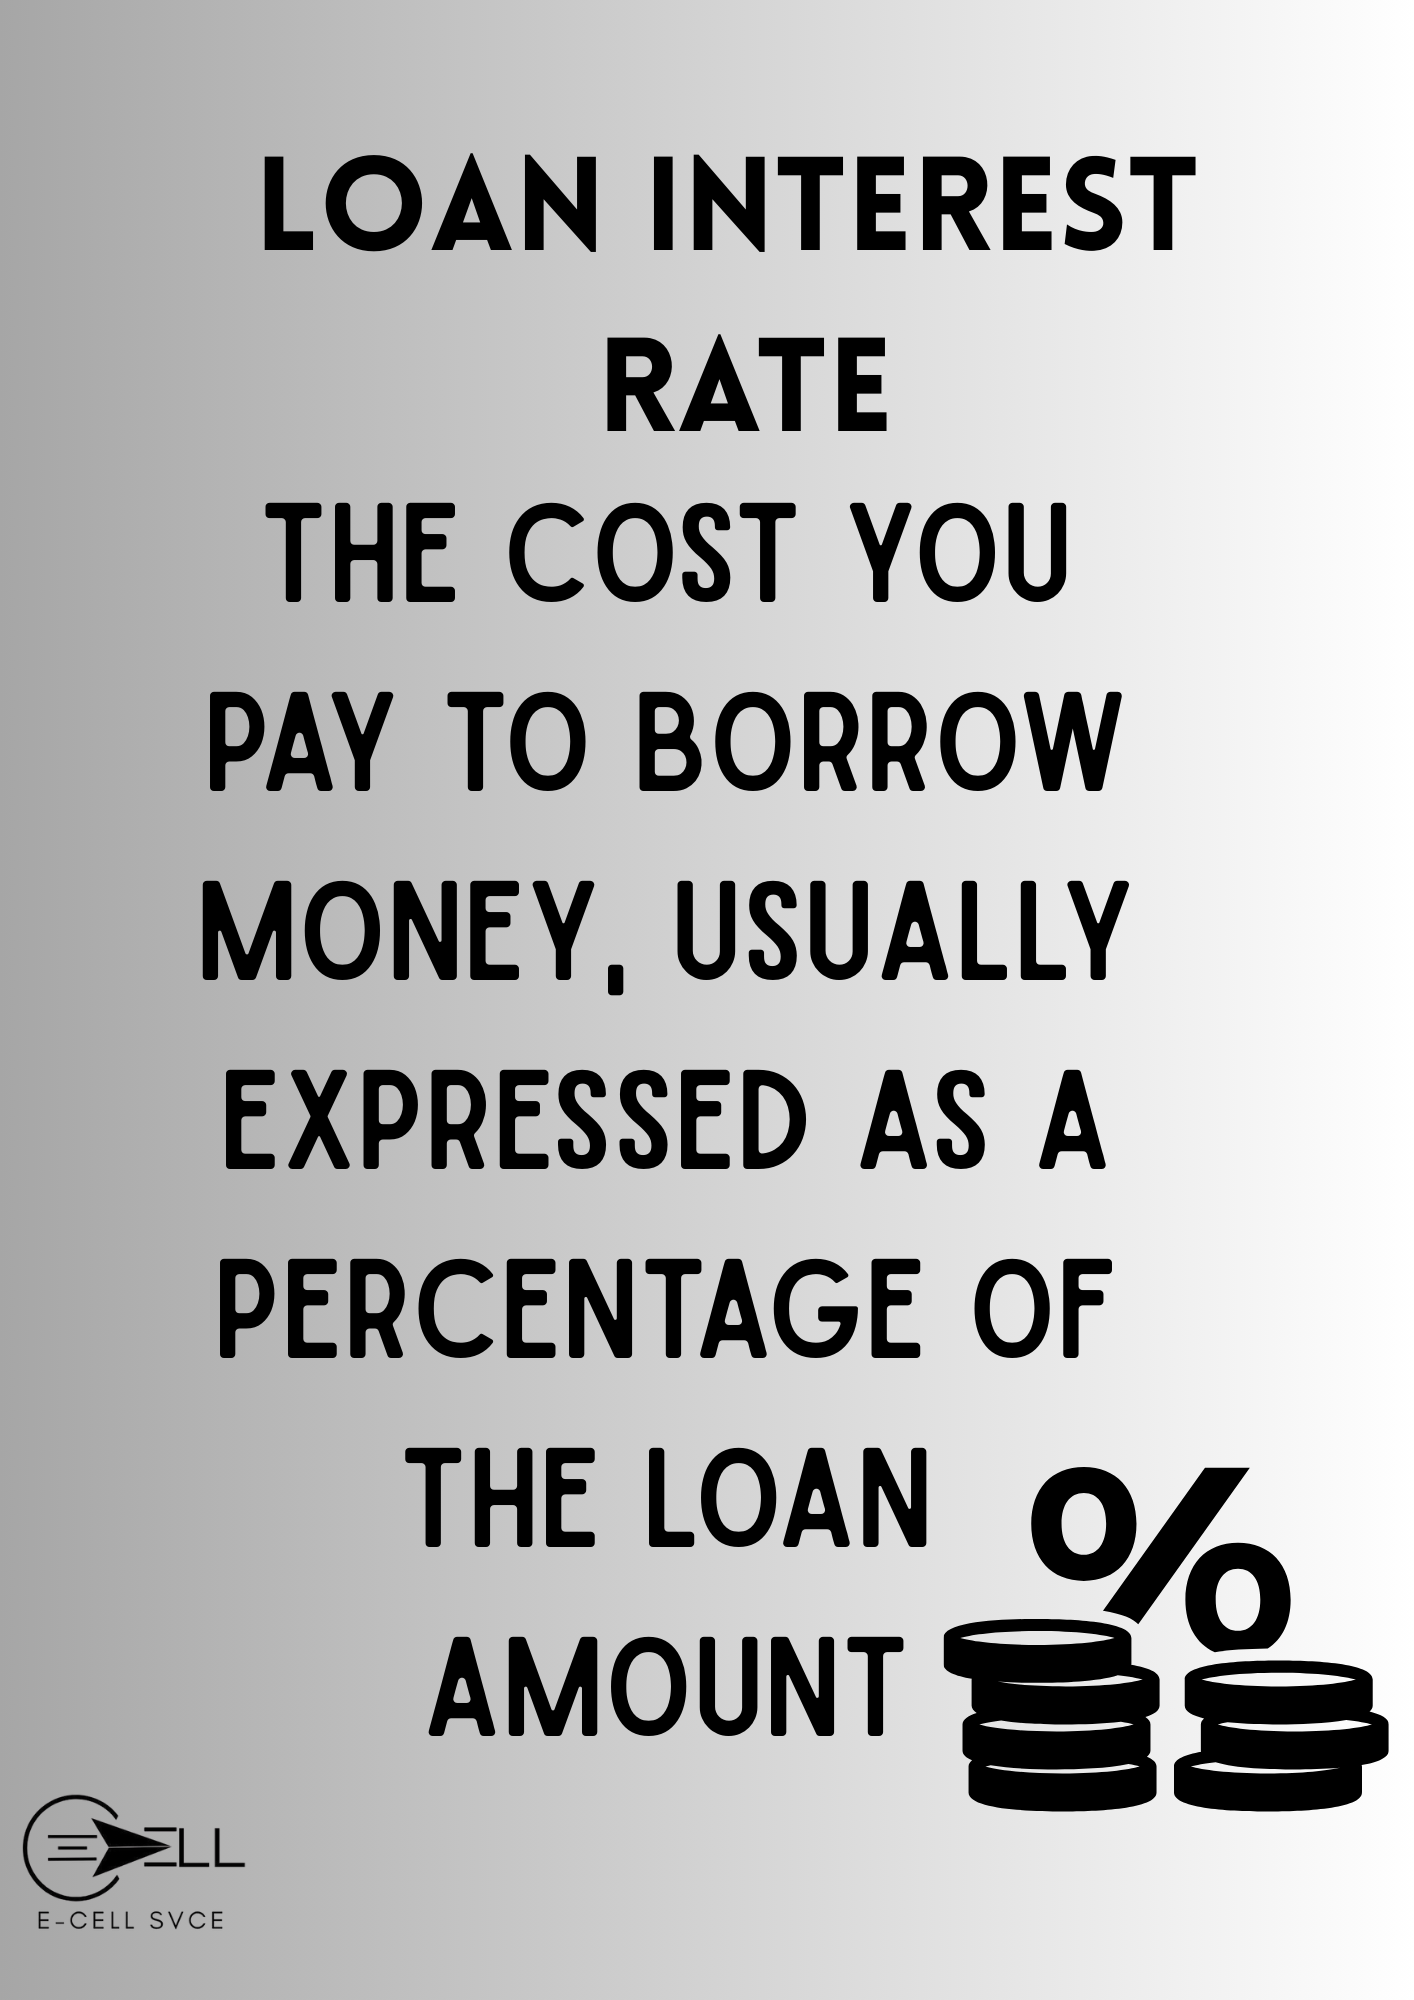 LOAN INTEREST
RATE
THE COST YOU
PAY TO BORROW
MONEY, USUALLY
EXPRESSED AS A
PERCENTAGE OF
THE LOAN
%
AMOUNT
ELL
E-CELL SVCE